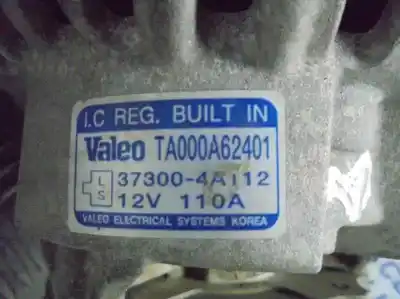 I.C REG. BUILT IN
Valeo TA000A62401
L S 37300-4A112
12V 110A
VALEO ELECTRICAL SYSTEMS KOREA